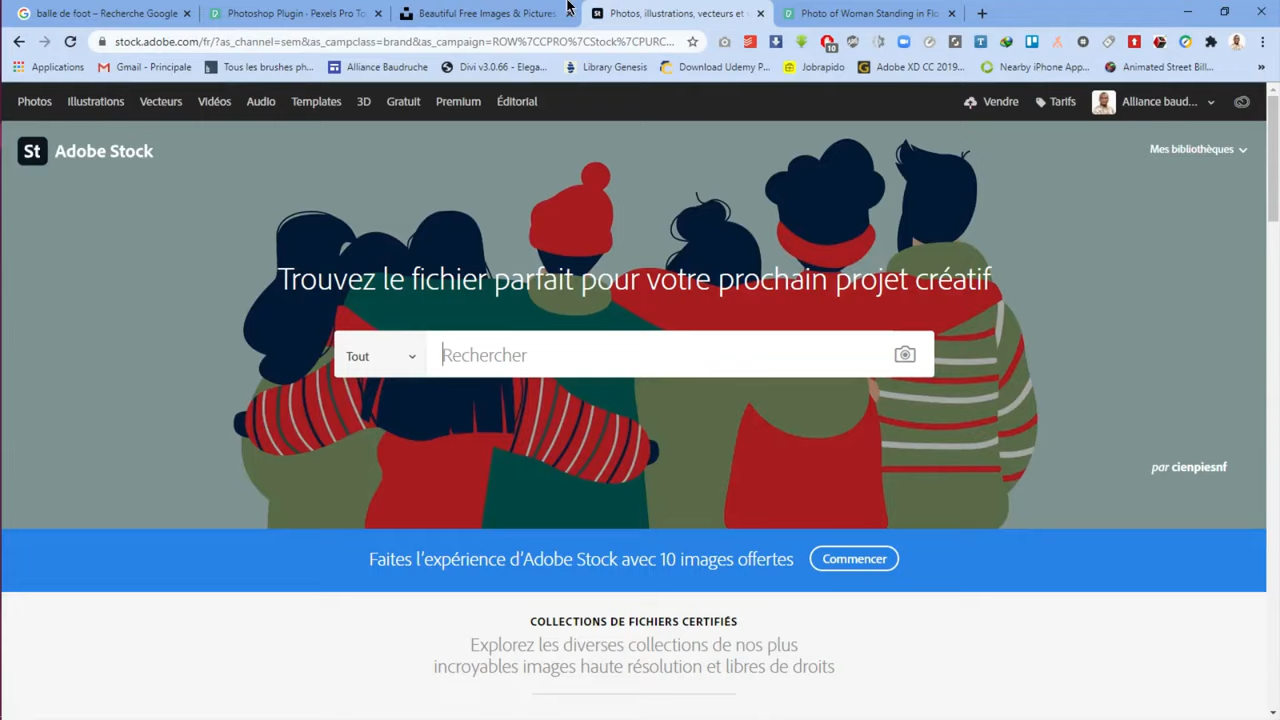 balle de foot – Recherche Google
Photoshop Plugin - Pexels Pro To
Beautiful Free Images & Pictures
Photos, illustrations, vecteurs et
Photo of Woman Standing in Flo
stock.adobe.com/fr/?as_channel=sem&as_campclass=brand&as_campaign=ROW%7CCPRO%7CStock%7CPURC...
10
Applications
Gmail - Principale
Tous les brushes ph...
Alliance Baudruche
Divi v3.0.66 - Elega...
Library Genesis
Download Udemy P...
Jobrapido
Adobe XD CC 2019...
Nearby iPhone App...
Animated Street Bill...
»
Photos
Illustrations
Vecteurs
Vidéos
Audio
Templates
3D
Gratuit
Premium
Éditorial
Vendre
Tarifs
Alliance baud...
St Adobe Stock
Mes bibliothèques
Trouvez le fichier parfait pour votre prochain projet créatif
Tout
Rechercher
par cienpiesnf
Faites l'expérience d'Adobe Stock avec 10 images offertes
Commencer
COLLECTIONS DE FICHIERS CERTIFIÉS
Explorez les diverses collections de nos plus
incroyables images haute résolution et libres de droits